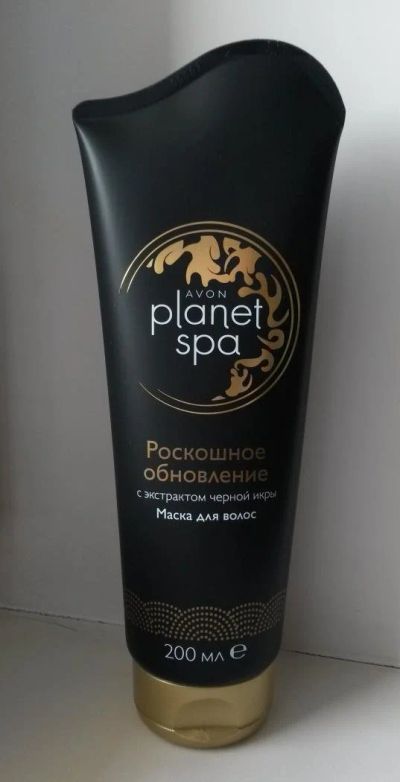 AVON
planet
spa
Роскошное
обновление
с экстрактом черной икры
Маска для волос
200 мл e